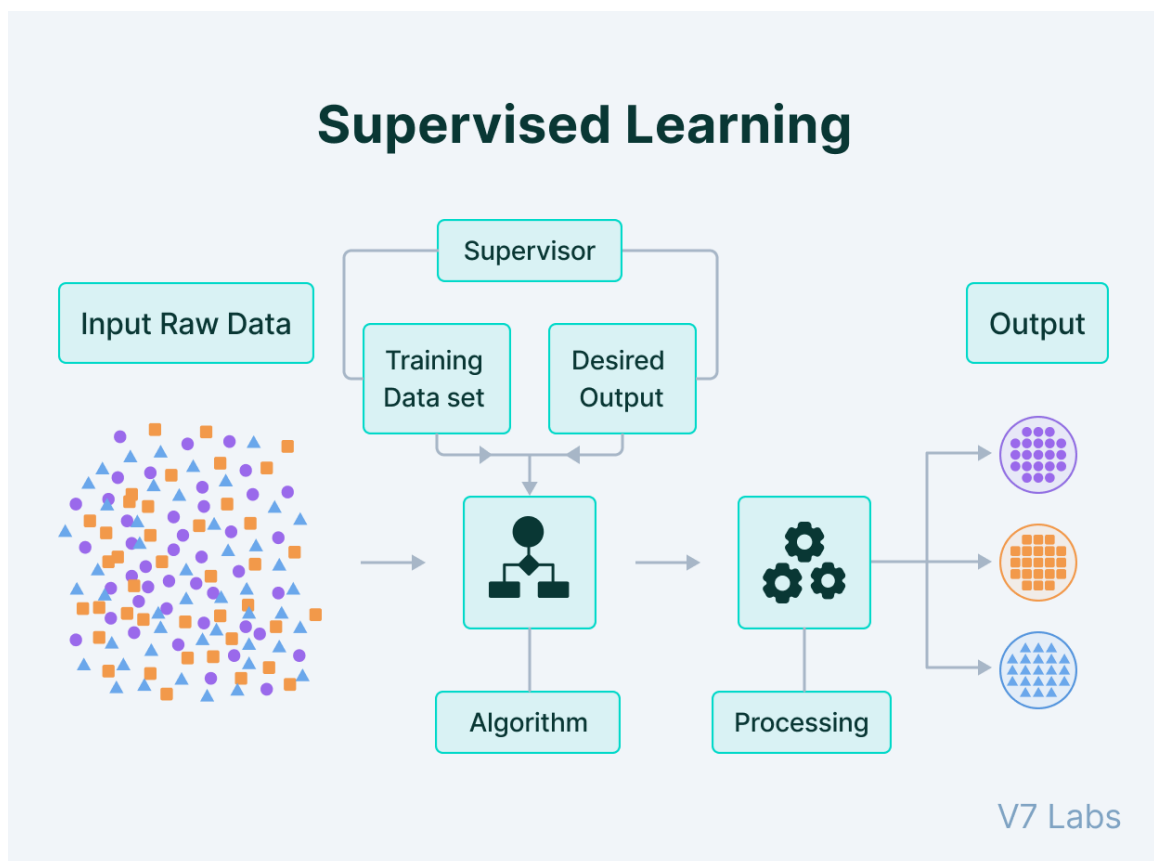 Supervised Learning
Supervisor
Input Raw Data
Training
Data set
Desired
Output
Output
Algorithm
Processing
V7 Labs